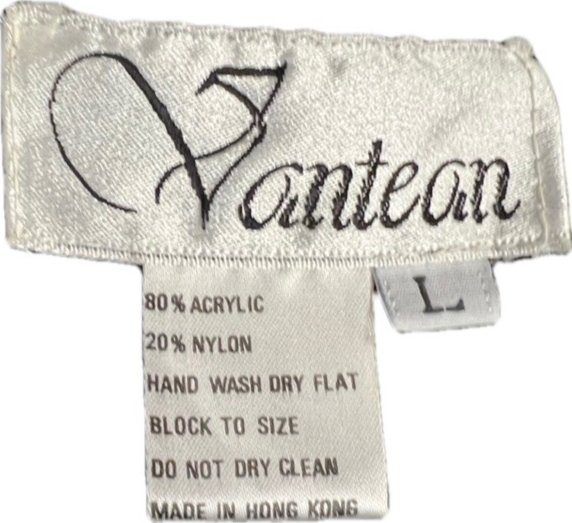 Vantean
L
80% ACRYLIC
20% NYLON
HAND WASH DRY FLAT
BLOCK TO SIZE
DO NOT DRY CLEAN
MADE IN HONG KONG